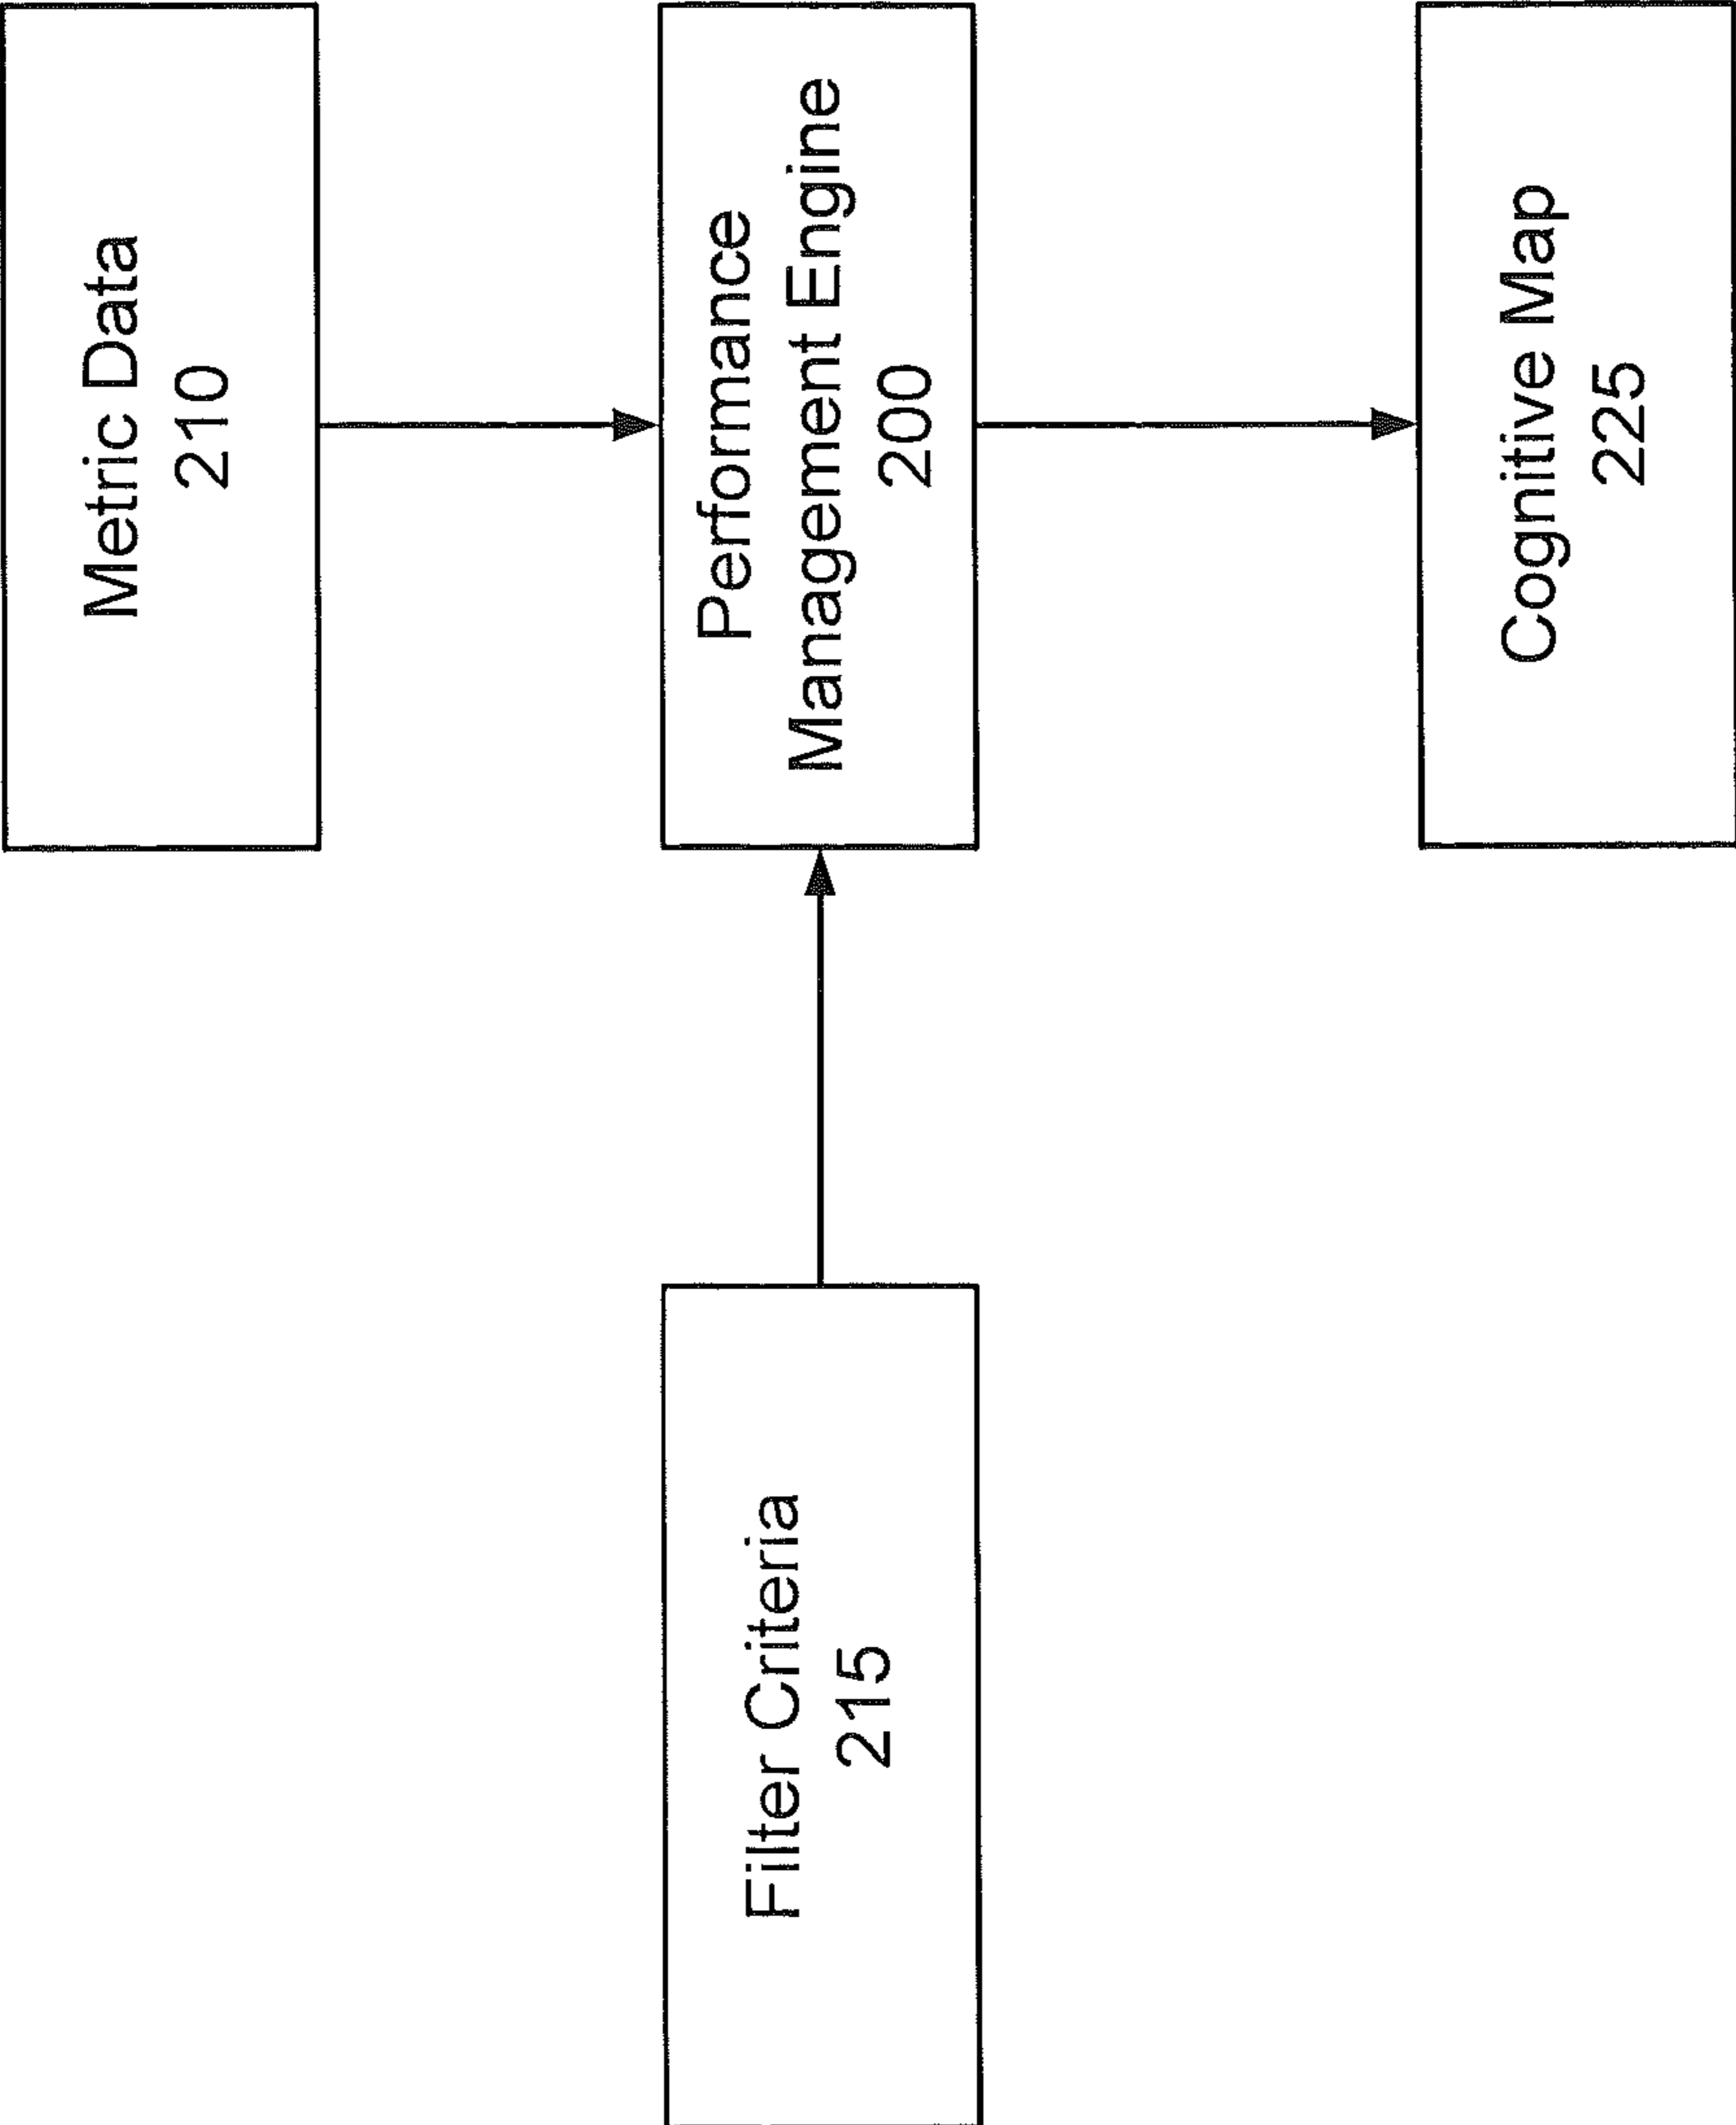 Metric Data
210
Performance
Management Engine
200
Cognitive Map
225
Filter Criteria
215